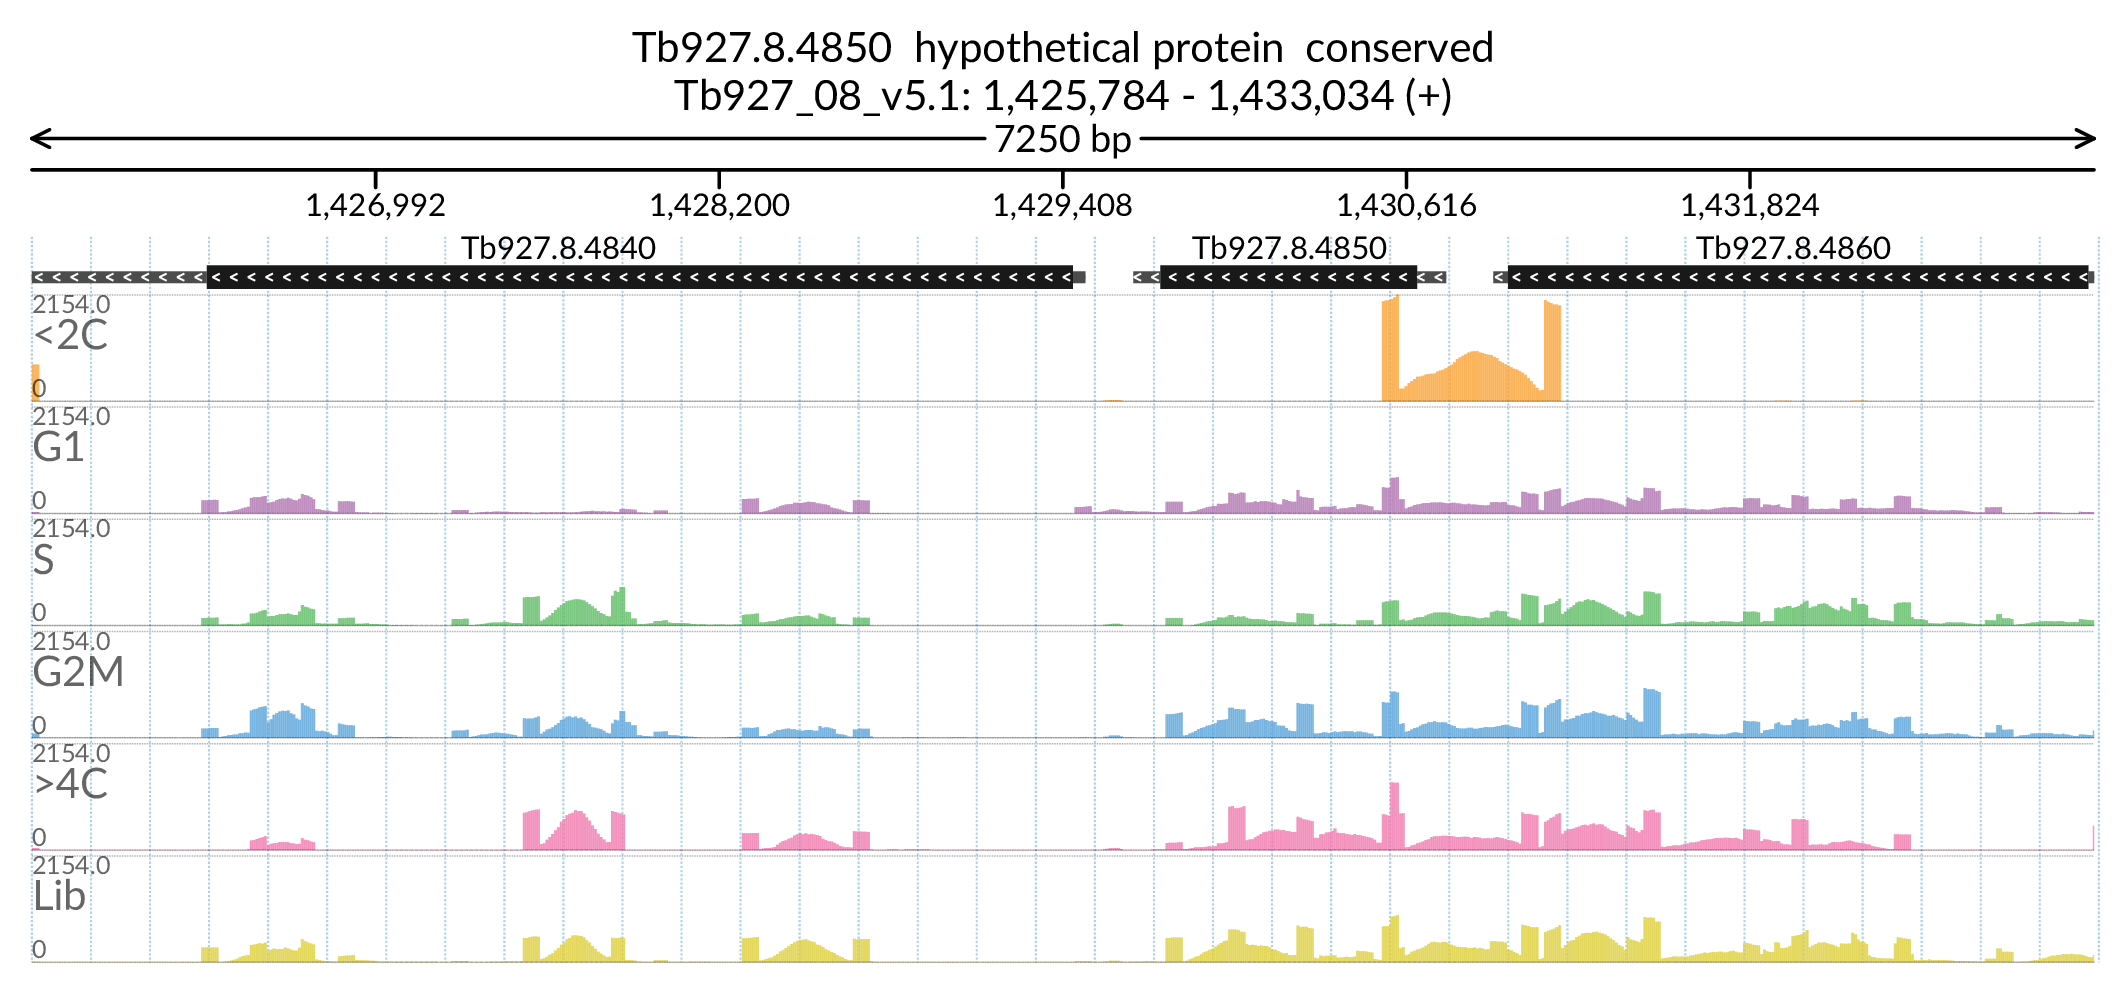 Tb927.8.4850 hypothetical protein conserved
Tb927_08_v5.1: 1,425,784 - 1,433,034 (+)
7250 bp
1,426,992 1,428,200 1,429,408 1,430,616 1,431,824
Tb927.8.4840 Tb927.8.4850 Tb927.8.4860
2154.0
<2C
0
2154.0
G1
0
2154.0
S
0
2154.0
G2M
0
2154.0
>4C
0
2154.0
Lib
0